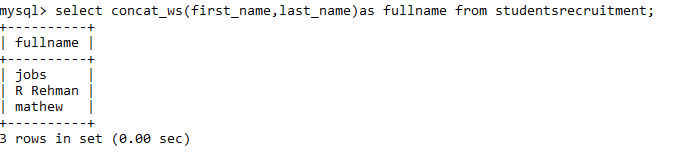 mysql> select concat_ws(first_name,last_name)as fullname from studentsrecruitment;
+----------+
| fullname |
+----------+
| jobs     |
| R Rehman |
| mathew   |
+----------+
3 rows in set (0.00 sec)